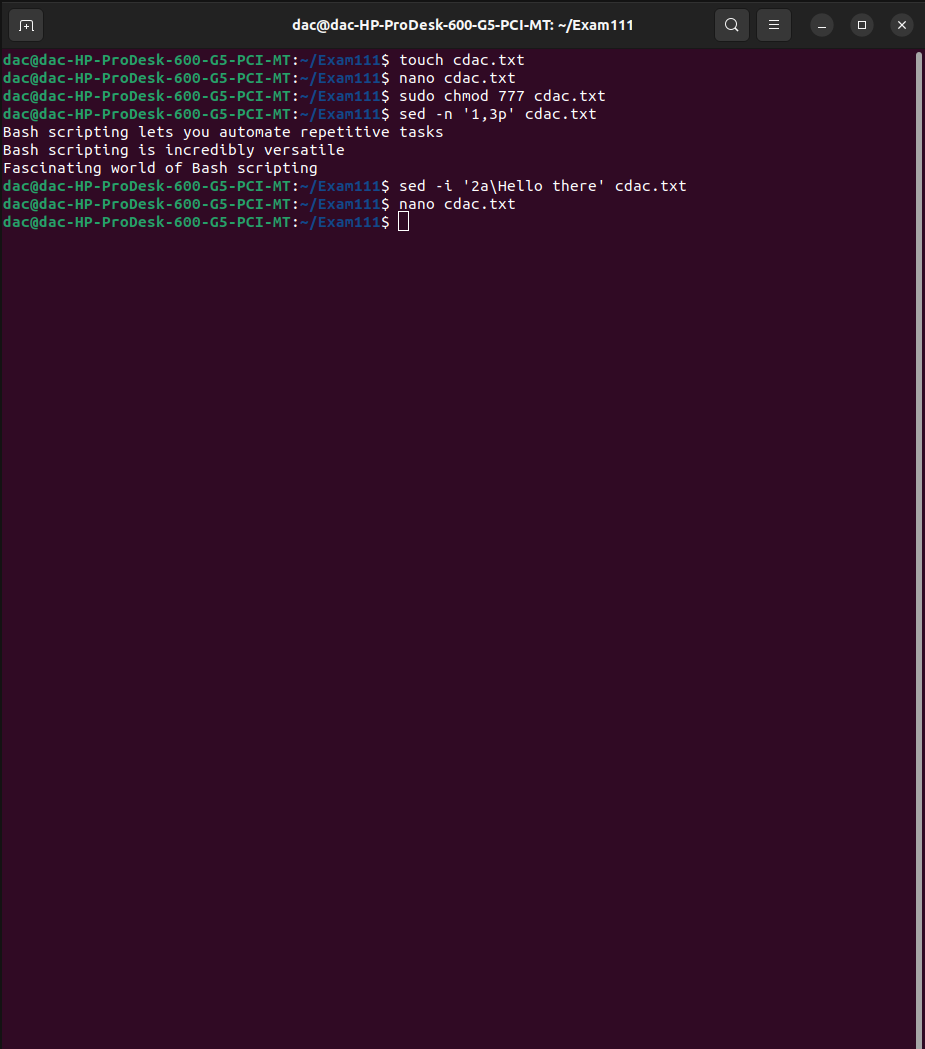 dac@dac-HP-ProDesk-600-G5-PCI-MT: ~/Exam111
dac@dac-HP-ProDesk-600-G5-PCI-MT:~/Exam111$ touch cdac.txt
dac@dac-HP-ProDesk-600-G5-PCI-MT:~/Exam111$ nano cdac.txt
dac@dac-HP-ProDesk-600-G5-PCI-MT:~/Exam111$ sudo chmod 777 cdac.txt
dac@dac-HP-ProDesk-600-G5-PCI-MT:~/Exam111$ sed -n '1,3p' cdac.txt
Bash scripting lets you automate repetitive tasks
Bash scripting is incredibly versatile
Fascinating world of Bash scripting
dac@dac-HP-ProDesk-600-G5-PCI-MT:~/Exam111$ sed -i '2a\Hello there' cdac.txt
dac@dac-HP-ProDesk-600-G5-PCI-MT:~/Exam111$ nano cdac.txt
dac@dac-HP-ProDesk-600-G5-PCI-MT:~/Exam111$